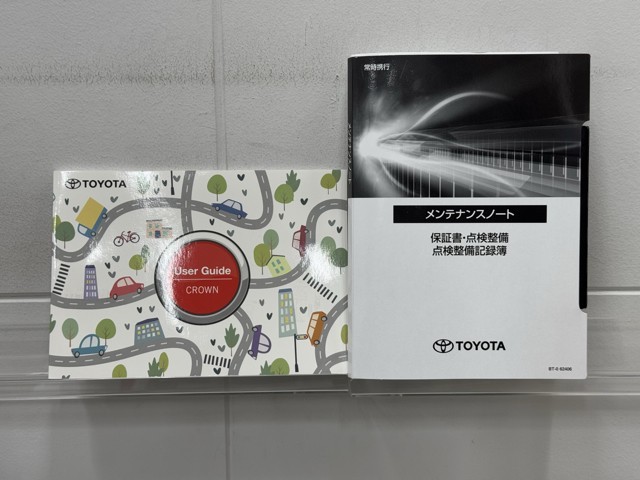 TOYOTA
User Guide
CROWN
常時携行
メンテナンスノート
保証書・点検整備
点検整備記録簿
TOYOTA